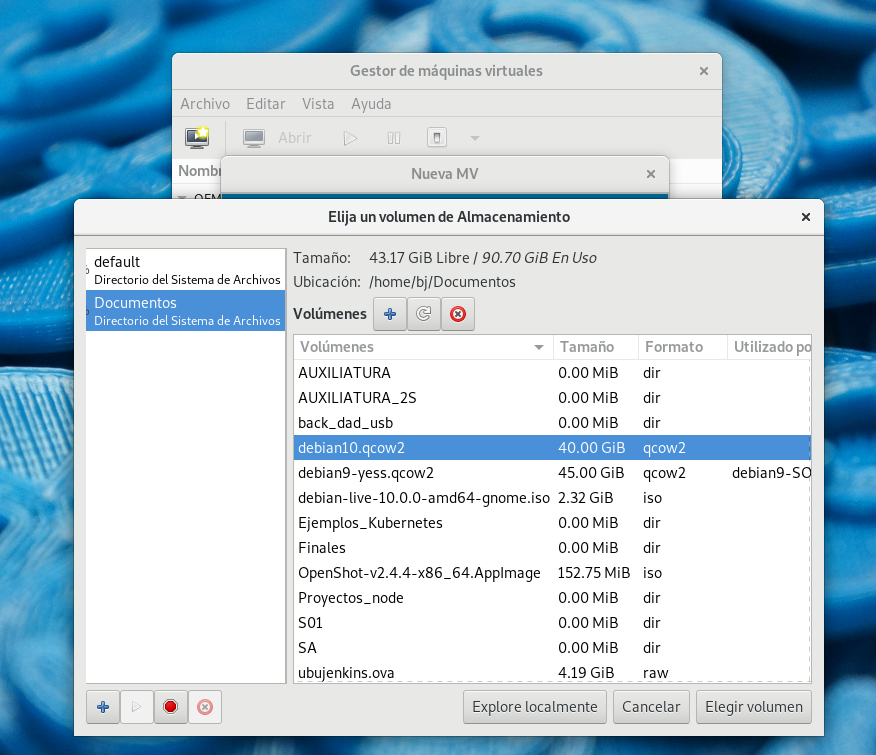 Gestor de máquinas virtuales
Archivo Editar Vista Ayuda
Abrir
Nueva MV
Elija un volumen de Almacenamiento
default
Directorio del Sistema de Archivos
Documentos
Directorio del Sistema de Archivos
Tamaño: 43.17 GiB Libre / 90.70 GiB En Uso
Ubicación: /home/bj/Documentos
Volúmenes
Volúmenes Tamaño Formato Utilizado po
AUXILIATURA 0.00 MiB dir
AUXILIATURA_2S 0.00 MiB dir
back_dad_usb 0.00 MiB dir
debian10.qcow2 40.00 GiB qcow2
debian9-yess.qcow2 45.00 GiB qcow2 debian9-SO
debian-live-10.0.0-amd64-gnome.iso 2.32 GiB iso
Ejemplos_Kubernetes 0.00 MiB dir
Finales 0.00 MiB dir
OpenShot-v2.4.4-x86_64.AppImage 152.75 MiB iso
Proyectos_node 0.00 MiB dir
S01 0.00 MiB dir
SA 0.00 MiB dir
ubujenkins.ova 4.19 GiB raw
Explore localmente Cancelar Elegir volumen